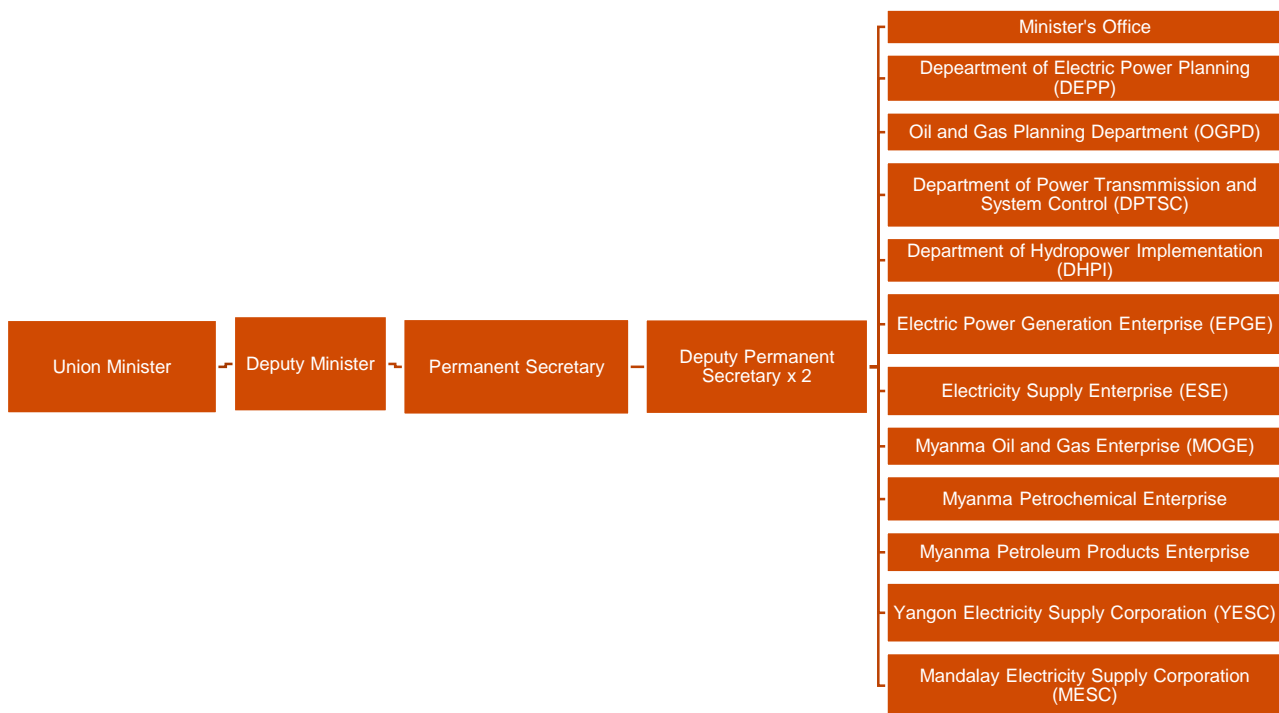 Union Minister
Deputy Minister
Permanent Secretary
Deputy Permanent
Secretary x 2
Minister's Office
Depeartment of Electric Power Planning
(DEPP)
Oil and Gas Planning Department (OGPD)
Department of Power Transmmission and
System Control (DPTSC)
Department of Hydropower Implementation
(DHPI)
Electric Power Generation Enterprise (EPGE)
Electricity Supply Enterprise (ESE)
Myanma Oil and Gas Enterprise (MOGE)
Myanma Petrochemical Enterprise
Myanma Petroleum Products Enterprise
Yangon Electricity Supply Corporation (YESC)
Mandalay Electricity Supply Corporation
(MESC)